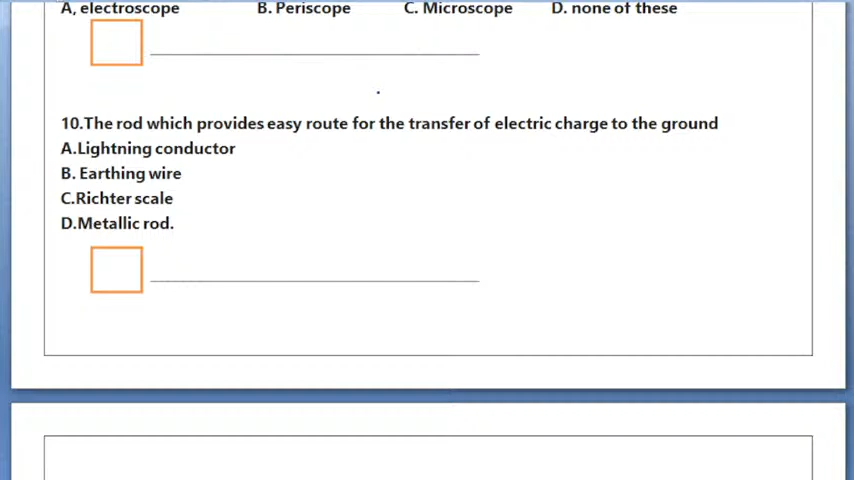 A, electroscope B. Periscope C. Microscope D. none of these
10.The rod which provides easy route for the transfer of electric charge to the ground
A.Lightning conductor
B. Earthing wire
C.Richter scale
D.Metallic rod.